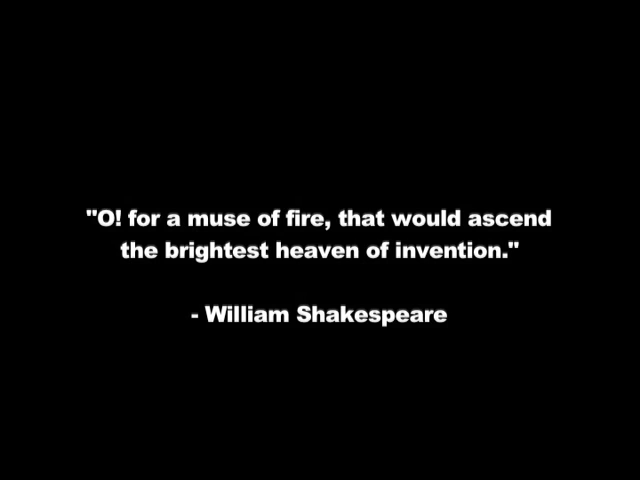 "O! for a muse of fire, that would ascend
the brightest heaven of invention."
- William Shakespeare